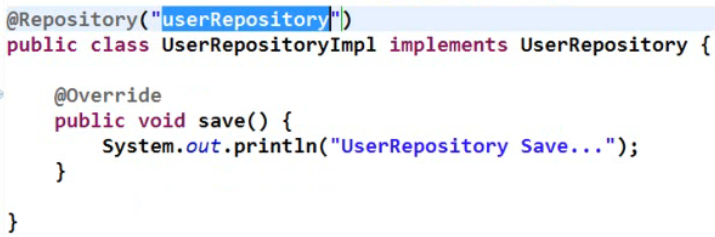 @Repository("userRepository")
public class UserRepositoryImpl implements UserRepository {
@Override
public void save() {
System.out.println("UserRepository Save...");
}
}